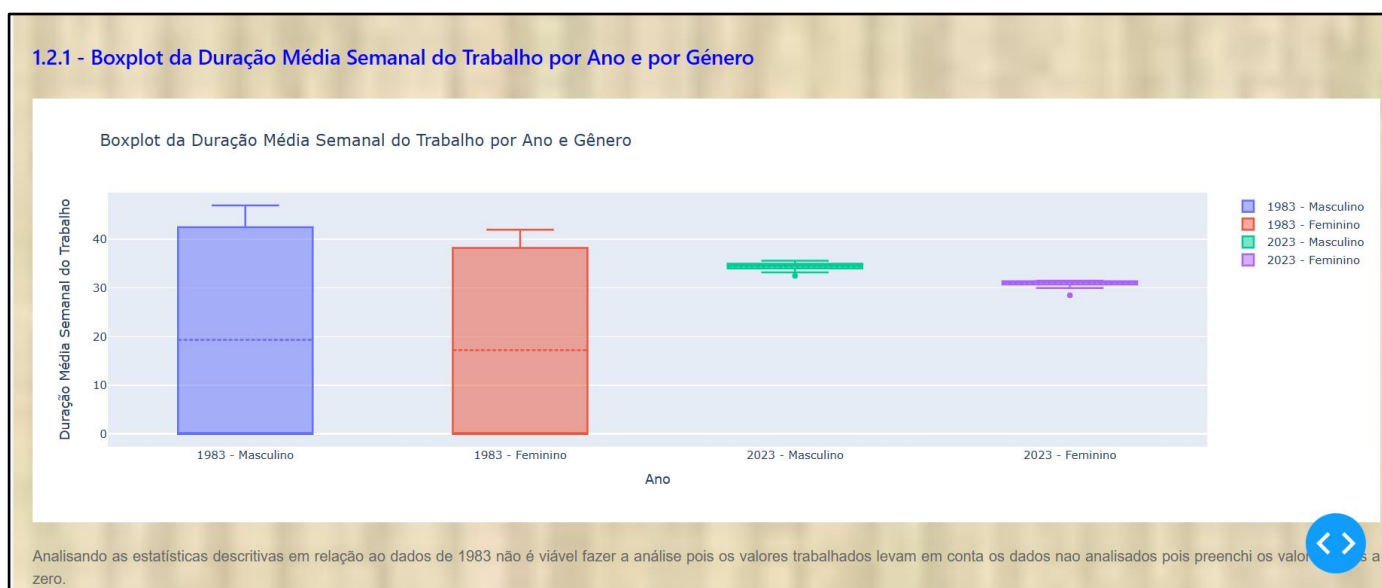 1.2.1 - Boxplot da Duração Média Semanal do Trabalho por Ano e por Género
Boxplot da Duração Média Semanal do Trabalho por Ano e Gênero
Duração Média Semanal do Trabalho
40
30
20
10
0
1983 - Masculino
1983 - Feminino
2023 - Masculino
2023 - Feminino
Ano
1983 - Masculino
1983 - Feminino
2023 - Masculino
2023 - Feminino
Analisando as estatísticas descritivas em relação ao dados de 1983 não é viável fazer a análise pois os valores trabalhados levam em conta os dados nao analisados pois preenchi os a
zero.